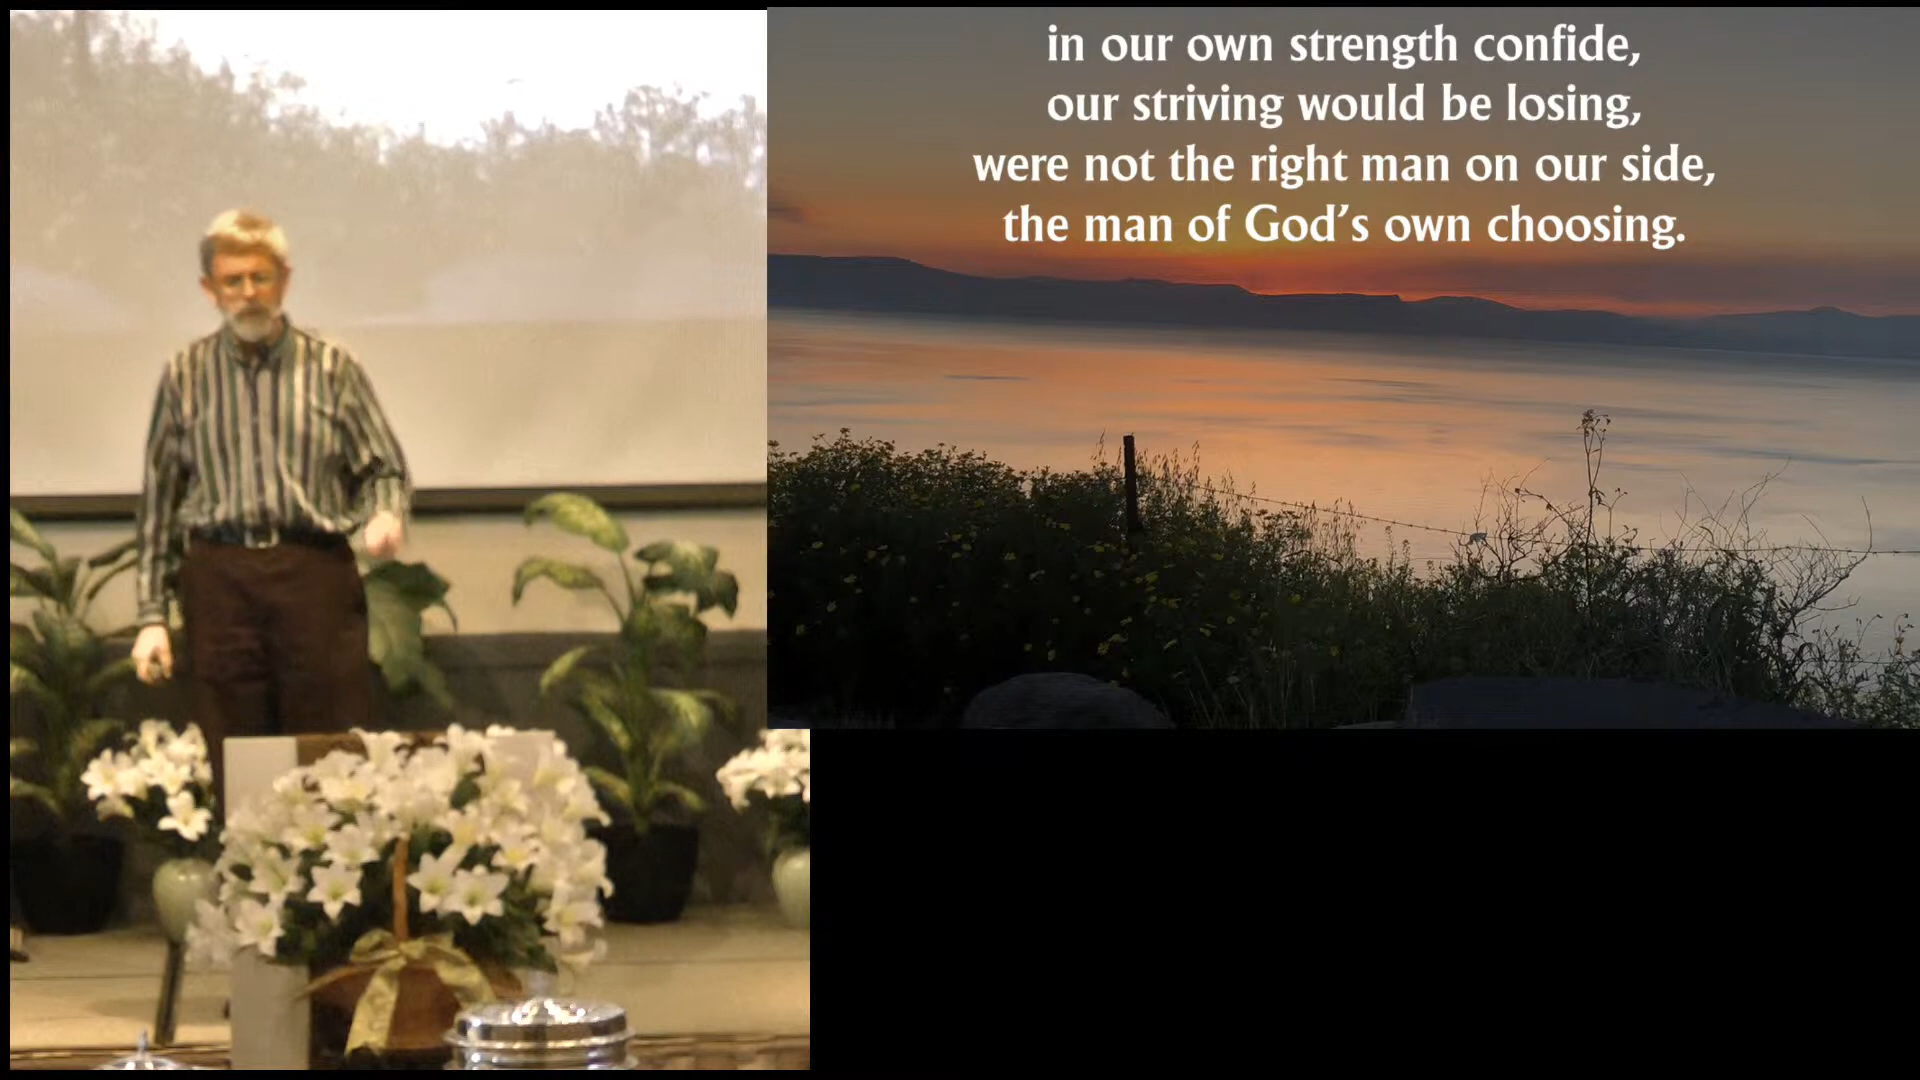 in our own strength confide,
our striving would be losing,
were not the right man on our side,
the man of God's own choosing.